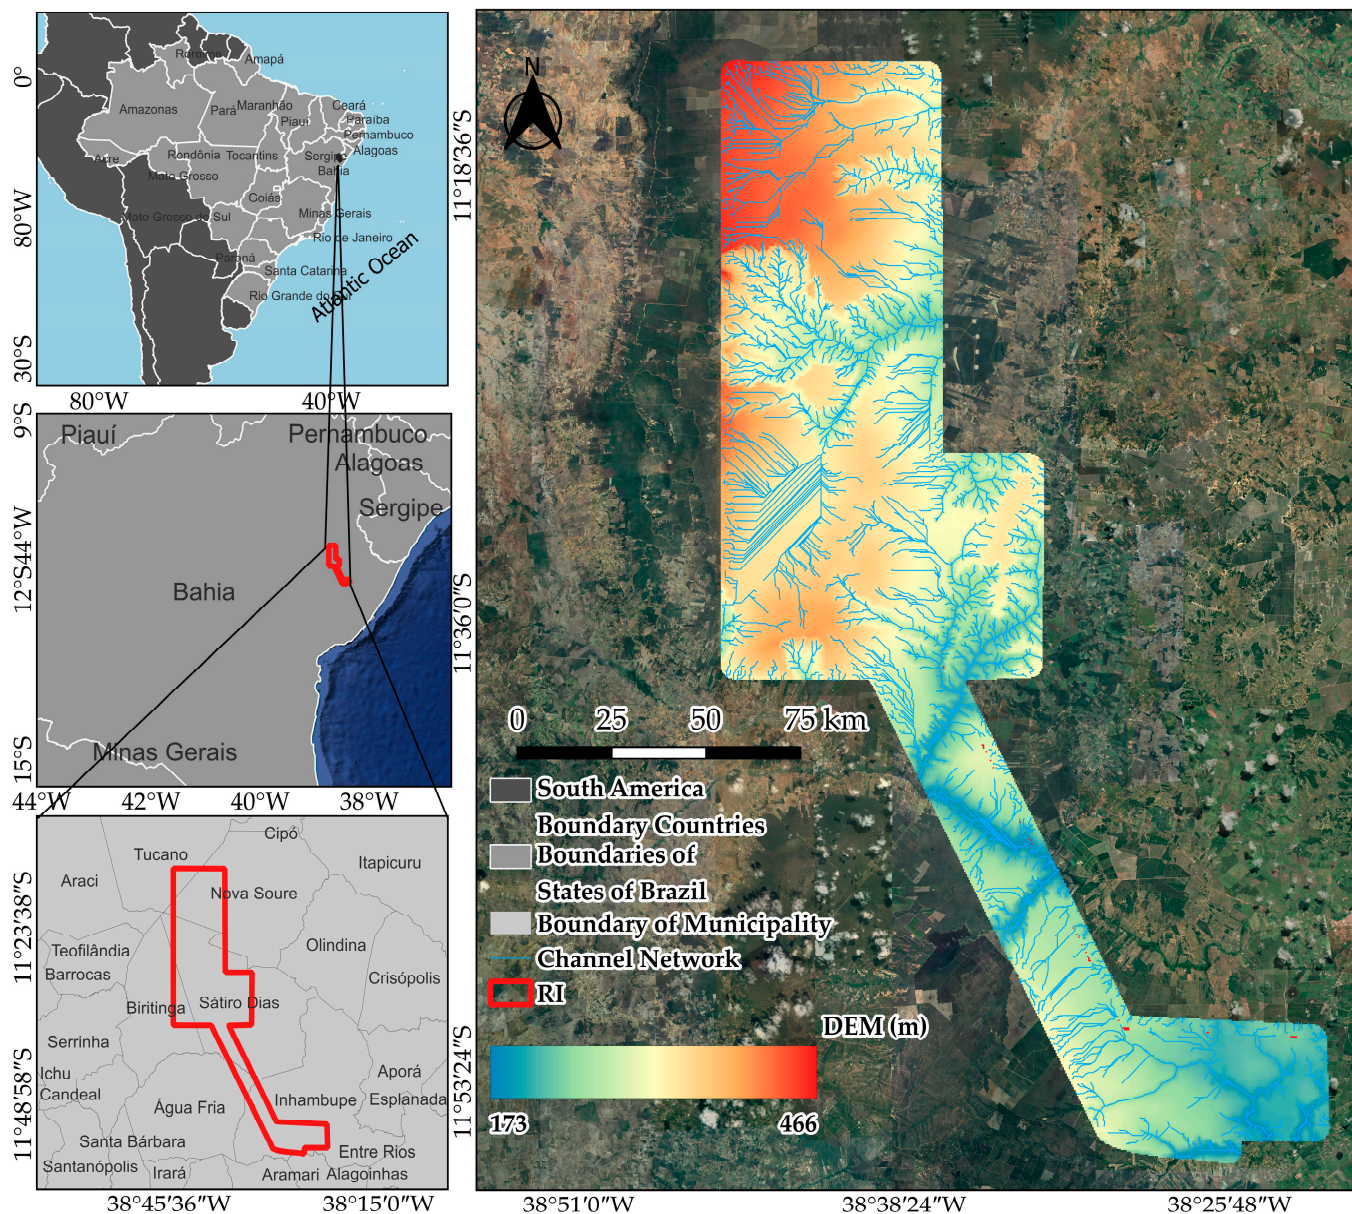 0°
80°W
30°S
Amapá
Amazonas
Pará
Maranhão
Ceará
Piauí
Paraíba
Pernambuco
Alagoas
Acre
Rondônia
Tocantins
Sorgipe
Bahia
Mato Grosso
Goiás
Mato Grosso do Sul
Minas Gerais
Rio de Janeiro
Paraná
Santa Catarina
Rio Grande do
Atlantic Ocean
80°W
40°W
9°S
12°54'44"W
15°S
Piauí
Pernambuco
Alagoas
Sergipe
Bahia
Minas Gerais
44°W
42°W
40°W
38°W
11°23'38"S
11°48'58"S
Cipó
Tucano
Itapicuru
Araci
Nova Soure
Teofilândia
Olindina
Barrocas
Crisópolis
Biritinga
Sátiro Dias
Serrinha
Ichu
Candeal
Aporá
Água Fria
Inhambupe
Esplanada
Santa Bárbara
Entre Rios
Santanópolis
Irará
Aramari
Alagoinhas
38°45'36"W
38°15'0"W
N
11°18'36"S
11°36'0"S
11°53'24"S
0
25
50
75 km
South America
Boundary Countries
Boundaries of
States of Brazil
Boundary of Municipality
Channel Network
RI
DEM (m)
173
466
38°51'0"W
38°38'24"W
38°25'48"W